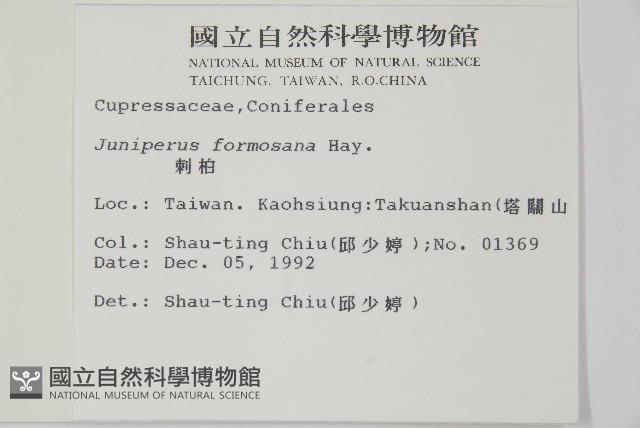 國立自然科學博物館
NATIONAL MUSEUM OF NATURAL SCIENCE
TAICHUNG, TAIWAN, R.O.CHINA
Cupressaceae,Coniferales
Juniperus formosana Hay.
刺柏
Loc.: Taiwan. Kaohsiung:Takuanshan(塔關山
Col.: Shau-ting Chiu(邱少婷);No. 01369
Date: Dec. 05, 1992
Det.: Shau-ting Chiu(邱少婷)
國立自然科學博物館
NATIONAL MUSEUM OF NATURAL SCIENCE